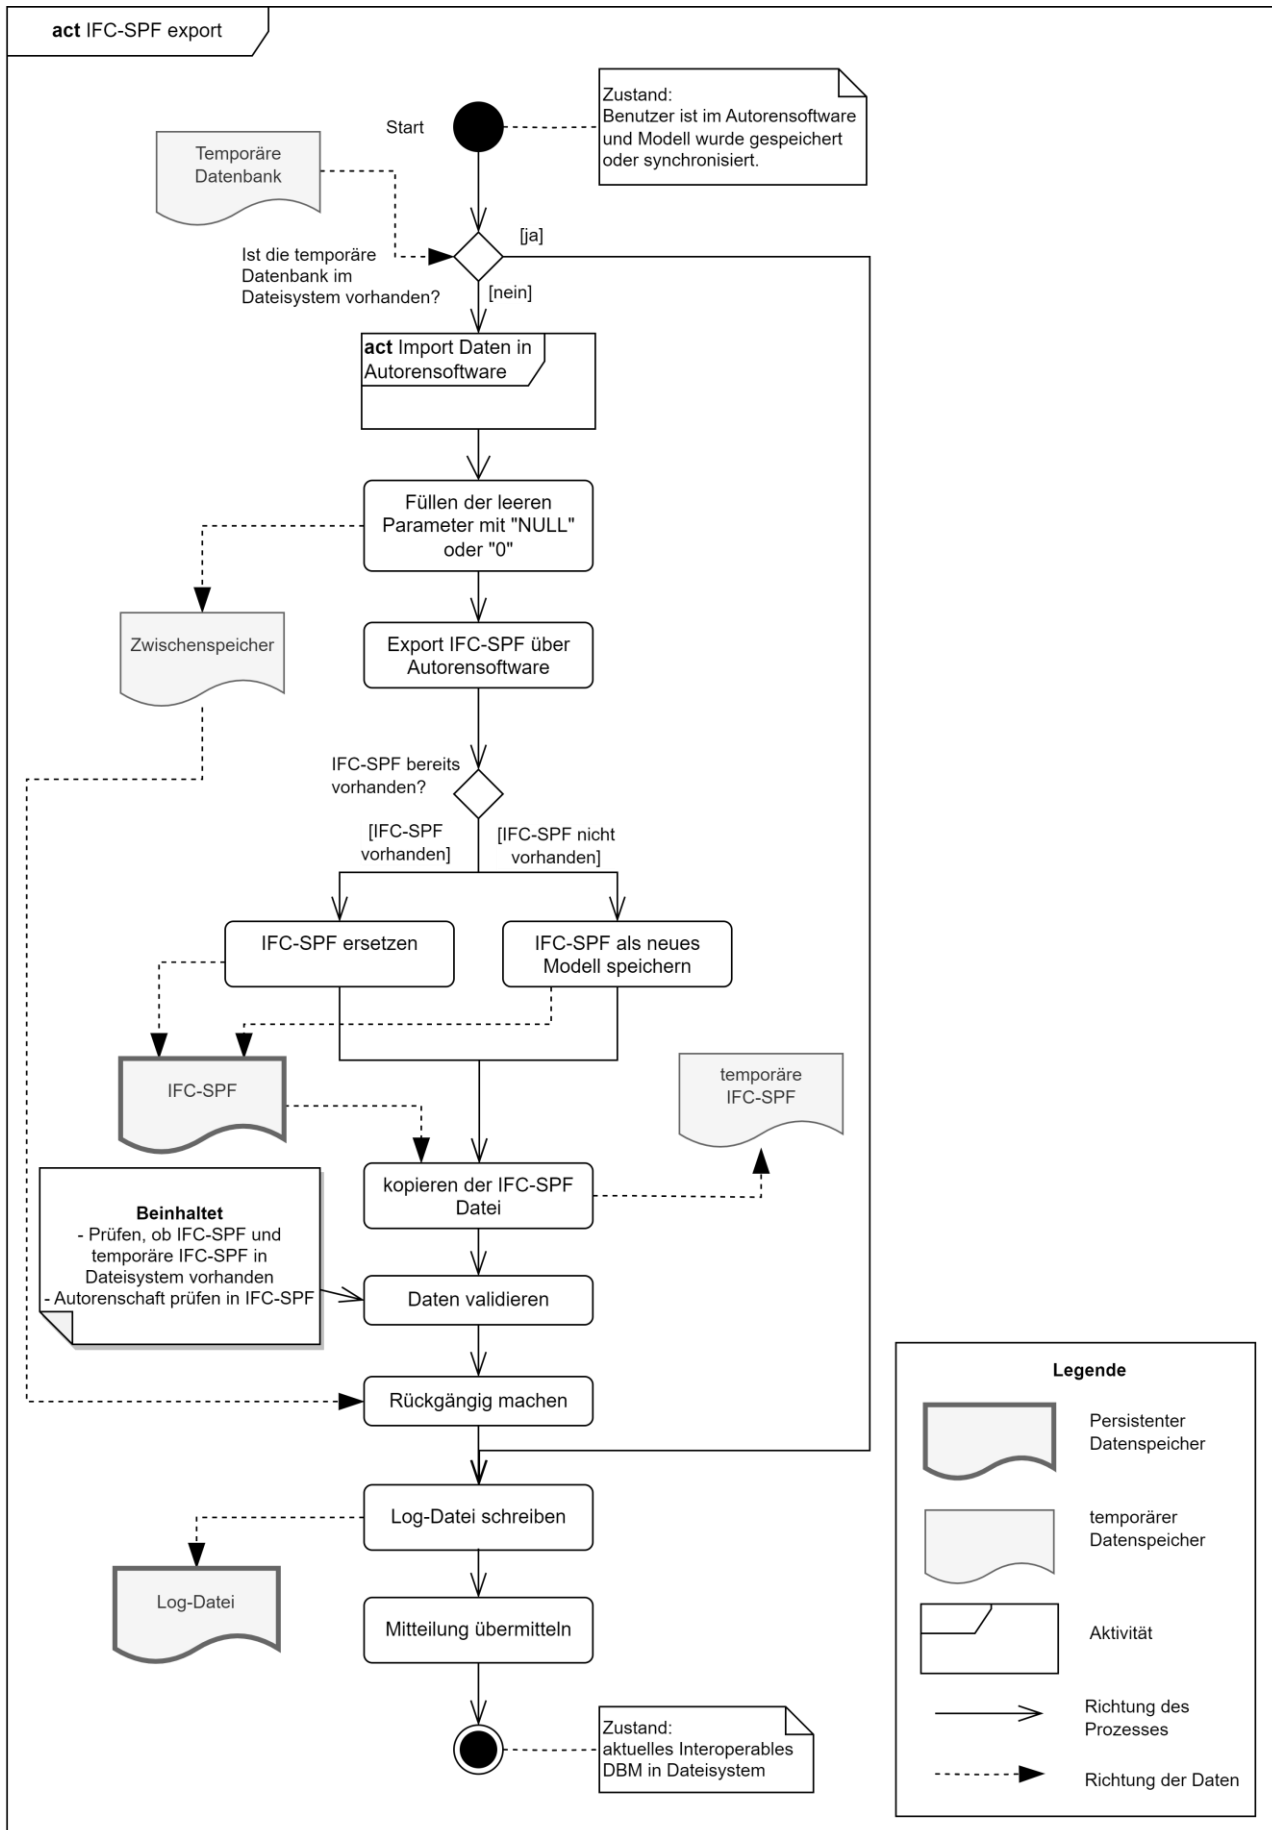 act IFC-SPF export
Zustand:
Benutzer ist im Autorensoftware
und Modell wurde gespeichert
oder synchronisiert.
Start
Temporäre
Datenbank
[ja]
Ist die temporäre
Datenbank im
Dateisystem vorhanden?
[nein]
act Import Daten in
Autorensoftware
Füllen der leeren
Parameter mit "NULL"
oder "0"
Zwischenspeicher
Export IFC-SPF über
Autorensoftware
IFC-SPF bereits
vorhanden?
[IFC-SPF
vorhanden]
[IFC-SPF nicht
vorhanden]
IFC-SPF ersetzen
IFC-SPF als neues
Modell speichern
IFC-SPF
temporäre
IFC-SPF
kopieren der IFC-SPF
Datei
Beinhaltet
- Prüfen, ob IFC-SPF und
temporäre IFC-SPF in
Dateisystem vorhanden
- Autorenschaft prüfen in IFC-SPF
Daten validieren
Rückgängig machen
Log-Datei schreiben
Log-Datei
Mitteilung übermitteln
Zustand:
aktuelles Interoperables
DBM in Dateisystem
Legende
Persistenter
Datenspeicher
temporärer
Datenspeicher
Aktivität
Richtung des
Prozesses
Richtung der Daten